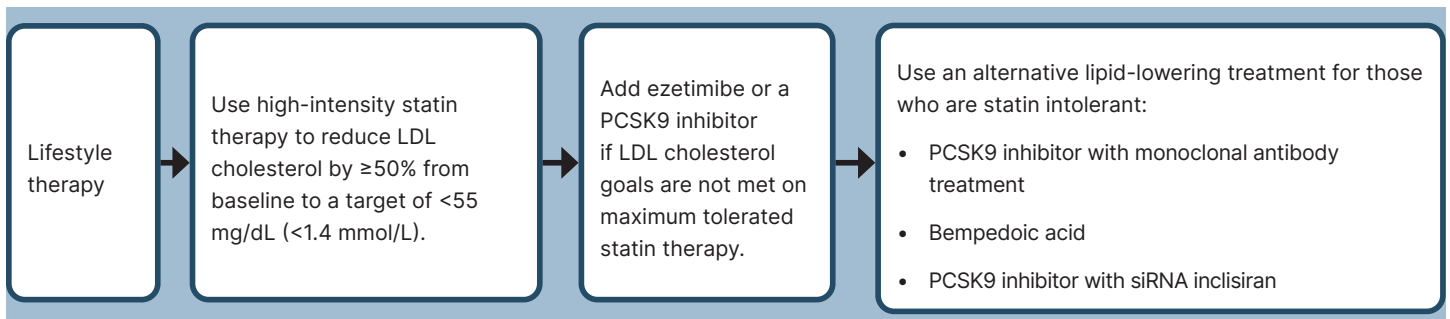 Lifestyle
therapy
Use high-intensity statin
therapy to reduce LDL
cholesterol by ≥50% from
baseline to a target of <55
mg/dL (<1.4 mmol/L).
Add ezetimibe or a
PCSK9 inhibitor
if LDL cholesterol
goals are not met on
maximum tolerated
statin therapy.
Use an alternative lipid-lowering treatment for those
who are statin intolerant:
• PCSK9 inhibitor with monoclonal antibody
treatment
• Bempedoic acid
• PCSK9 inhibitor with siRNA inclisiran